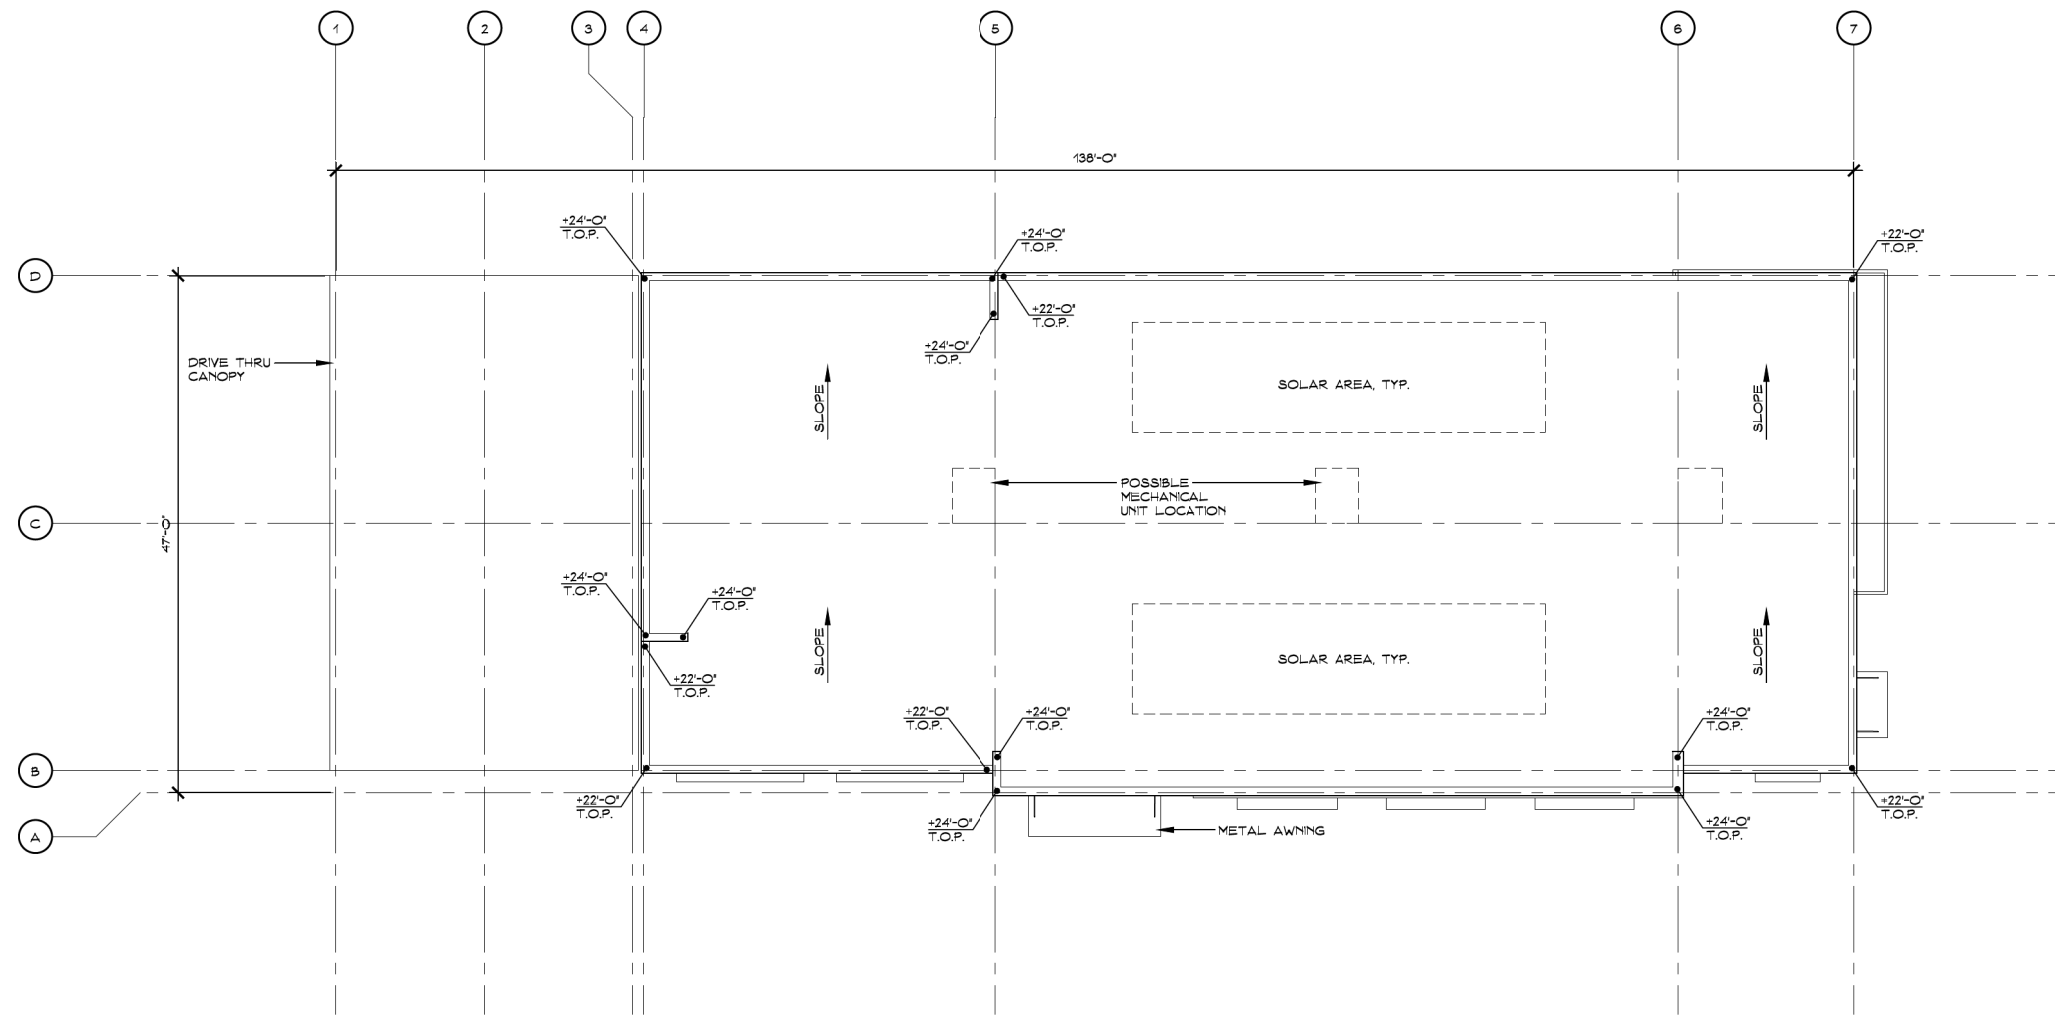 1
2
3
4
5
6
7
138'-0"
+24'-0"
T.O.P.
+24'-0"
T.O.P.
+22'-0"
T.O.P.
D
+22'-0"
T.O.P.
+24'-0"
T.O.P.
DRIVE THRU
CANOPY
SLOPE
SOLAR AREA, TYP.
SLOPE
POSSIBLE
MECHANICAL
UNIT LOCATION
C
47'-0"
+24'-0"
T.O.P.
+24'-0"
T.O.P.
SLOPE
SOLAR AREA, TYP.
SLOPE
+22'-0"
T.O.P.
+22'-0"
T.O.P.
+24'-0"
T.O.P.
+24'-0"
T.O.P.
B
+22'-0"
T.O.P.
+22'-0"
T.O.P.
+24'-0"
T.O.P.
METAL AWNING
+24'-0"
T.O.P.
A